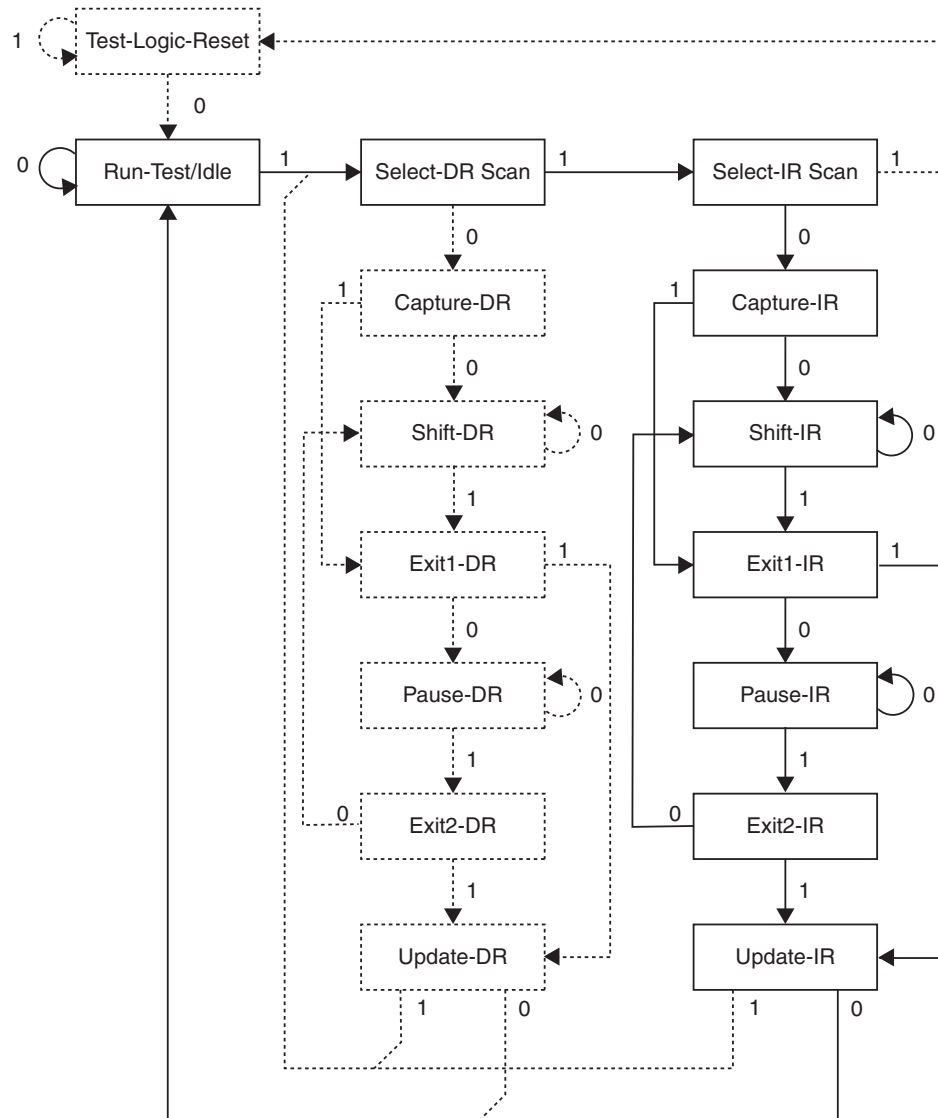 1 Test-Logic-Reset
0
0 Run-Test/Idle 1 Select-DR Scan 1 Select-IR Scan 1
0 0
1 Capture-DR 1 Capture-IR
0 0
Shift-DR 0 Shift-IR 0
1 1
Exit1-DR 1 Exit1-IR 1
0 0
Pause-DR 0 Pause-IR 0
1 1
0 Exit2-DR 0 Exit2-IR
1 1
Update-DR Update-IR
1 0 1 0